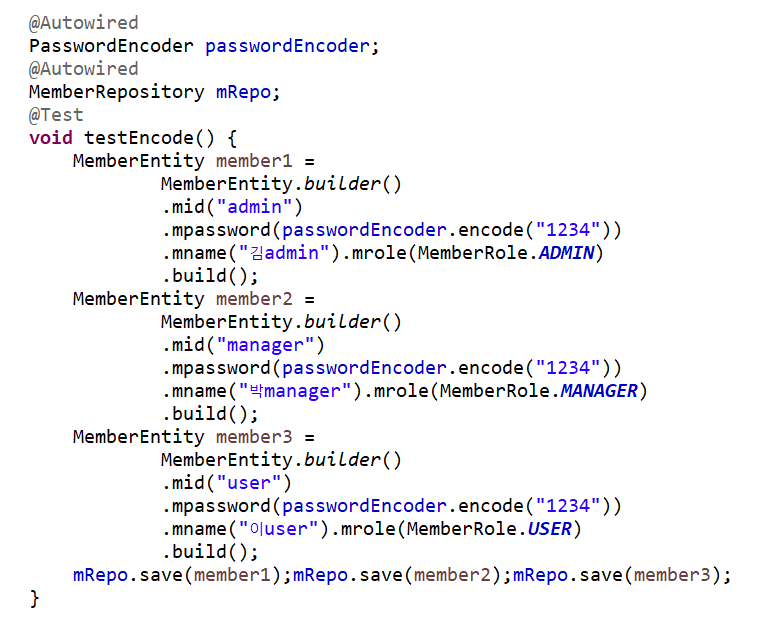 @Autowired
PasswordEncoder passwordEncoder;
@Autowired
MemberRepository mRepo;
@Test
void testEncode() {
    MemberEntity member1 =
            MemberEntity.builder()
            .mid("admin")
            .mpassword(passwordEncoder.encode("1234"))
            .mname("김admin").mrole(MemberRole.ADMIN)
            .build();
    MemberEntity member2 =
            MemberEntity.builder()
            .mid("manager")
            .mpassword(passwordEncoder.encode("1234"))
            .mname("박manager").mrole(MemberRole.MANAGER)
            .build();
    MemberEntity member3 =
            MemberEntity.builder()
            .mid("user")
            .mpassword(passwordEncoder.encode("1234"))
            .mname("이user").mrole(MemberRole.USER)
            .build();
    mRepo.save(member1);mRepo.save(member2);mRepo.save(member3);
}